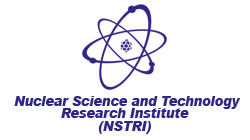 Nuclear Science and Technology
Research Institute
(NSTRI)